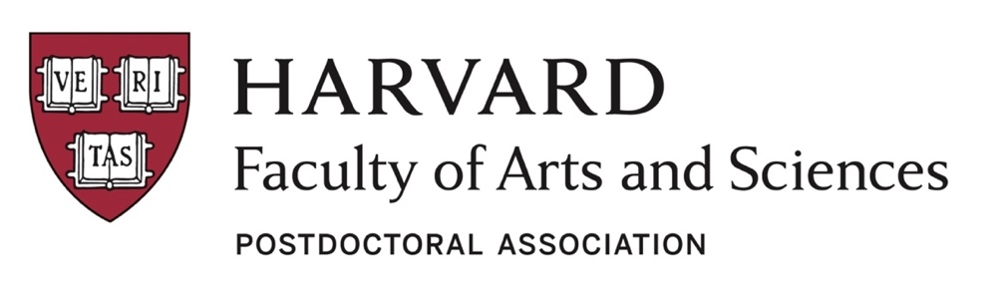 VE RI
TAS
HARVARD
Faculty of Arts and Sciences
POSTDOCTORAL ASSOCIATION